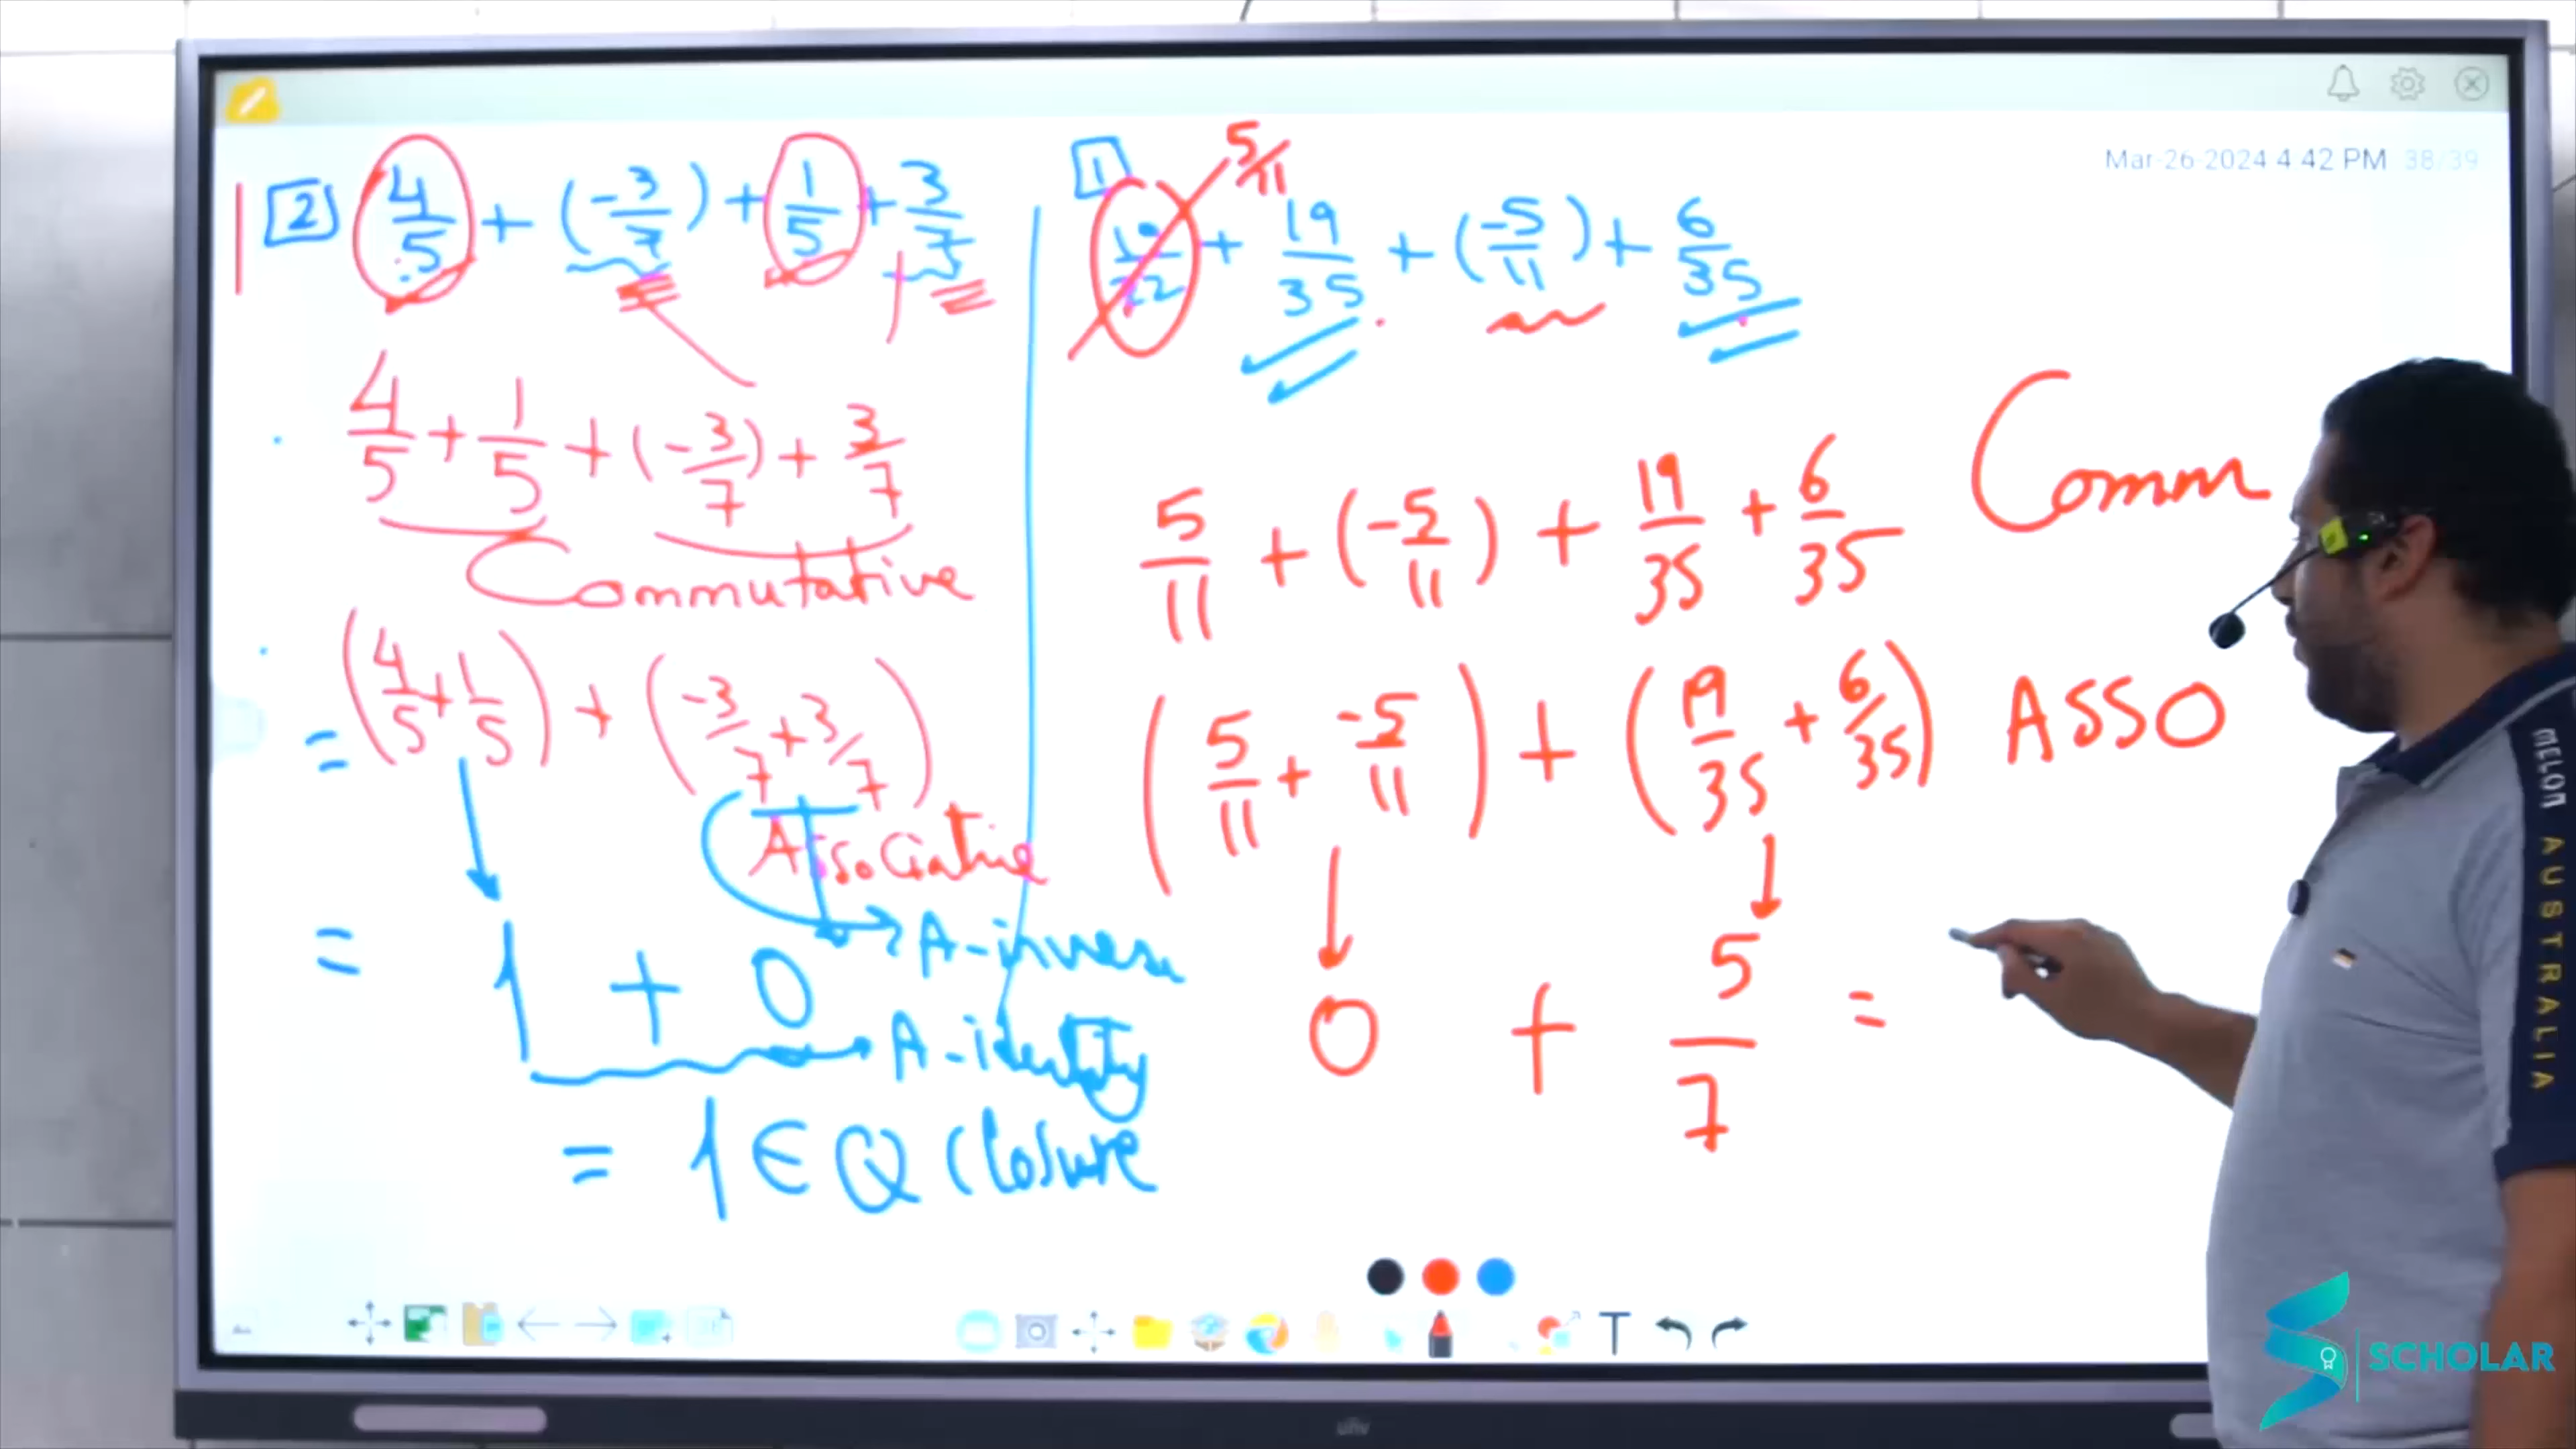 Mar-26-2024 4:42 PM 38/39
2 4/5 + (-3/7) + 1/5 + 3/7
4/5 + 1/5 + (-3/7) + 3/7
Commutative
= (4/5 + 1/5) + (-3/7 + 3/7)
Associative
A-inverse
= 1 + 0
A-identity
= 1 ∈ Q Closure
1
5/11
10/22 + 19/35 + (-5/11) + 6/35
5/11 + (-5/11) + 19/35 + 6/35 Comm
(5/11 + -5/11) + (19/35 + 6/35) ASSO
0 + 5/7 =
T
MELON AUSTRALIA
SCHOLAR